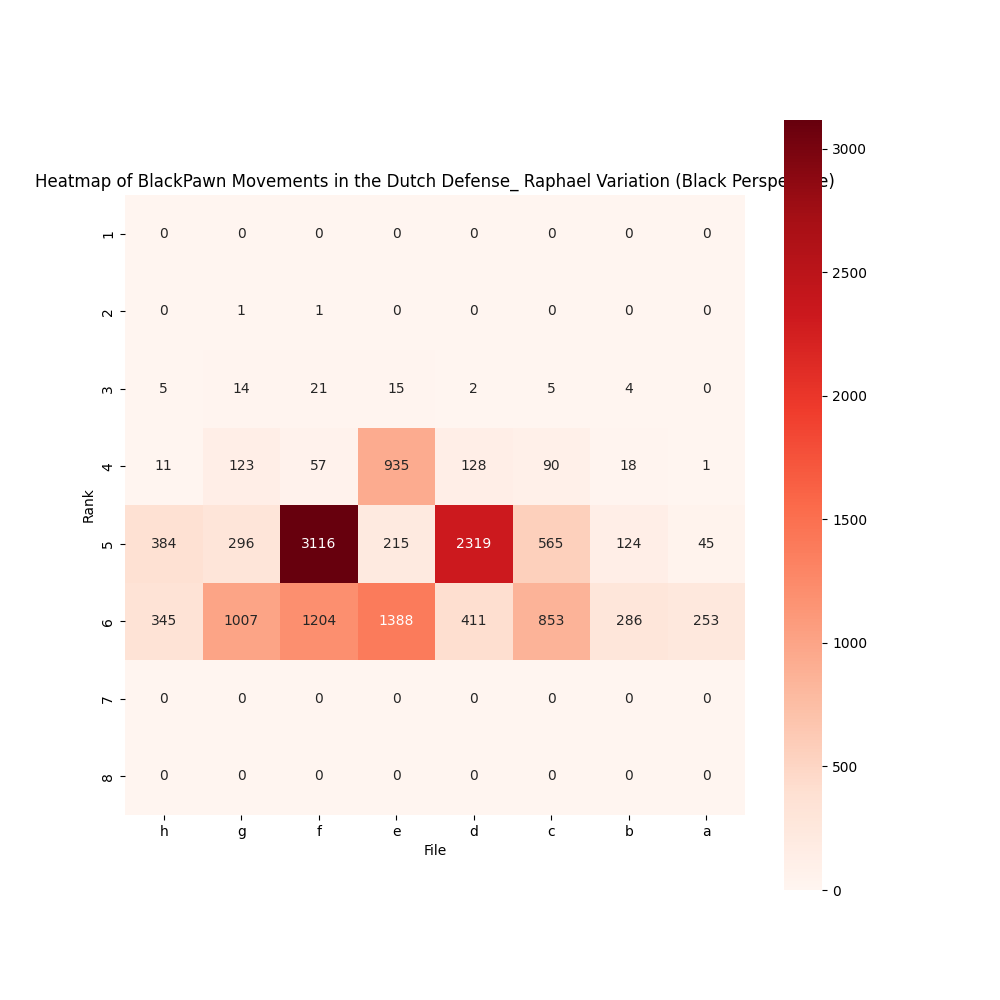 Heatmap of BlackPawn Movements in the Dutch Defense_ Raphael Variation (Black Perspective)
1 0 0 0 0 0 0 0 0
2 0 1 1 0 0 0 0 0
3 5 14 21 15 2 5 4 0
4 11 123 57 935 128 90 18 1
5 384 296 3116 215 2319 565 124 45
6 345 1007 1204 1388 411 853 286 253
7 0 0 0 0 0 0 0 0
8 0 0 0 0 0 0 0 0
h g f e d c b a
File
Rank
3000
2500
2000
1500
1000
500
0